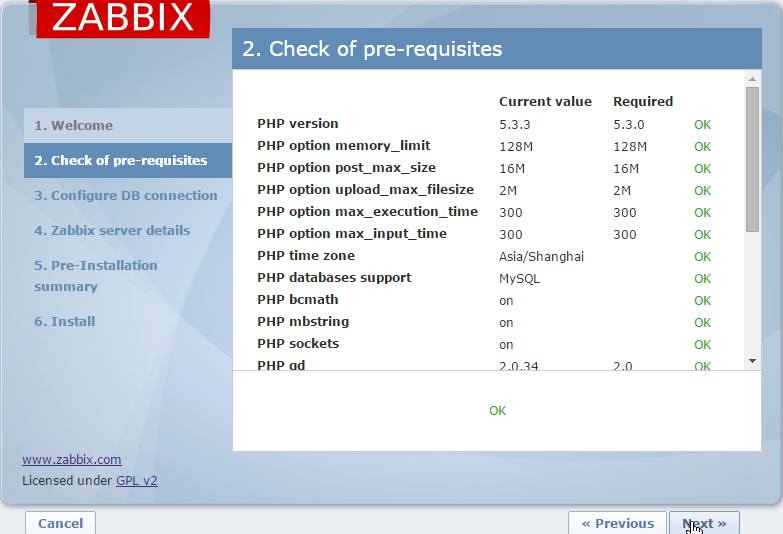 ZABBIX
2. Check of pre-requisites
1. Welcome
2. Check of pre-requisites
3. Configure DB connection
4. Zabbix server details
5. Pre-Installation
summary
6. Install
Current value Required
PHP version 5.3.3 5.3.0 OK
PHP option memory_limit 128M 128M OK
PHP option post_max_size 16M 16M OK
PHP option upload_max_filesize 2M 2M OK
PHP option max_execution_time 300 300 OK
PHP option max_input_time 300 300 OK
PHP time zone Asia/Shanghai OK
PHP databases support MySQL OK
PHP bcmath on OK
PHP mbstring on OK
PHP sockets on OK
PHP gd 2.0.34 2.0 OK
OK
www.zabbix.com
Licensed under GPL v2
Cancel « Previous Next »